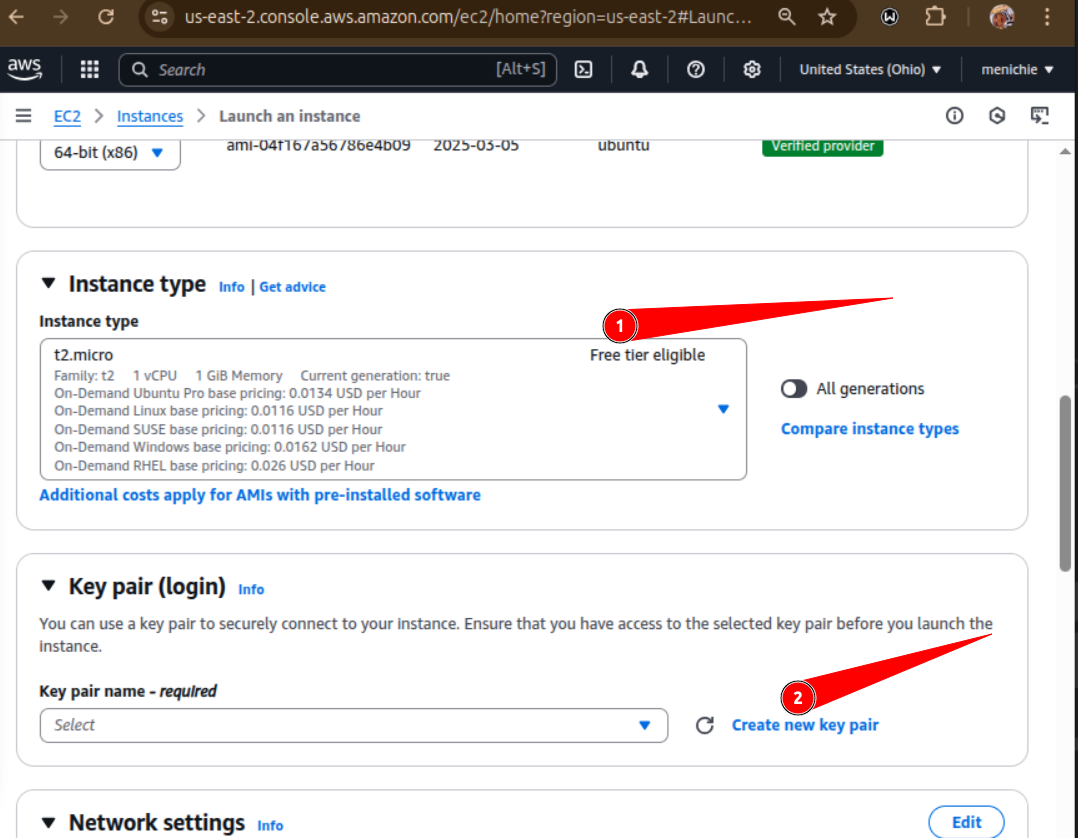 us-east-2.console.aws.amazon.com/ec2/home?region=us-east-2#Launc...
aws
Search [Alt+S]
United States (Ohio) menichie
EC2 > Instances > Launch an instance
64-bit (x86) ami-04f167a56786e4b09 2025-03-05 ubuntu Verified provider
Instance type Info | Get advice
Instance type
1
t2.micro Free tier eligible
Family: t2 1 vCPU 1 GiB Memory Current generation: true
On-Demand Ubuntu Pro base pricing: 0.0134 USD per Hour
On-Demand Linux base pricing: 0.0116 USD per Hour
On-Demand SUSE base pricing: 0.0116 USD per Hour
On-Demand Windows base pricing: 0.0162 USD per Hour
On-Demand RHEL base pricing: 0.026 USD per Hour
All generations
Compare instance types
Additional costs apply for AMIs with pre-installed software
Key pair (login) Info
You can use a key pair to securely connect to your instance. Ensure that you have access to the selected key pair before you launch the
instance.
Key pair name - required
2
Select
Create new key pair
Network settings Info
Edit